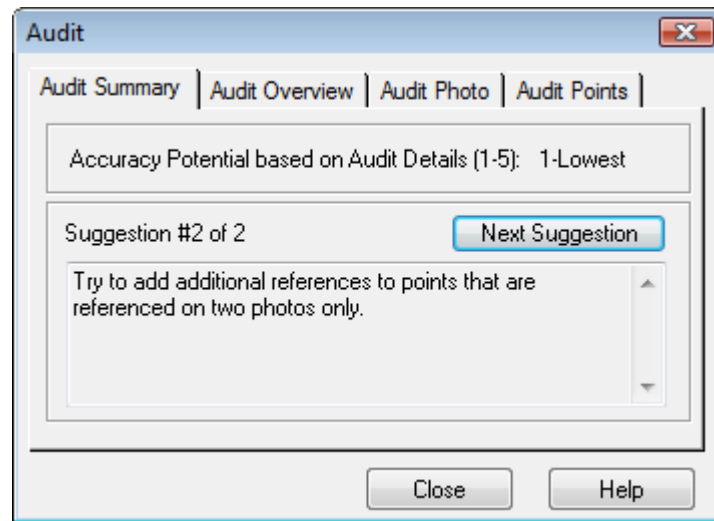 Audit
Audit Summary Audit Overview Audit Photo Audit Points
Accuracy Potential based on Audit Details (1-5): 1-Lowest
Suggestion #2 of 2 Next Suggestion
Try to add additional references to points that are
referenced on two photos only.
Close Help